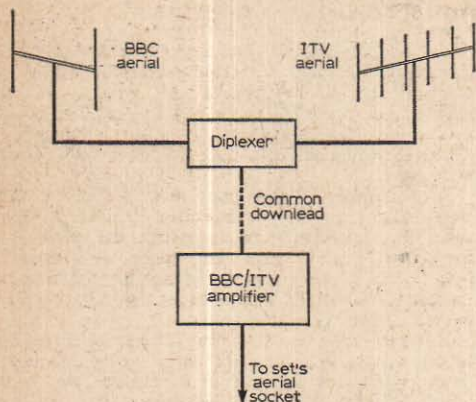 BBC
aerial
ITV
aerial
Diplexer
Common
downlead
BBC/ITV
amplifier
To set's
aerial
socket